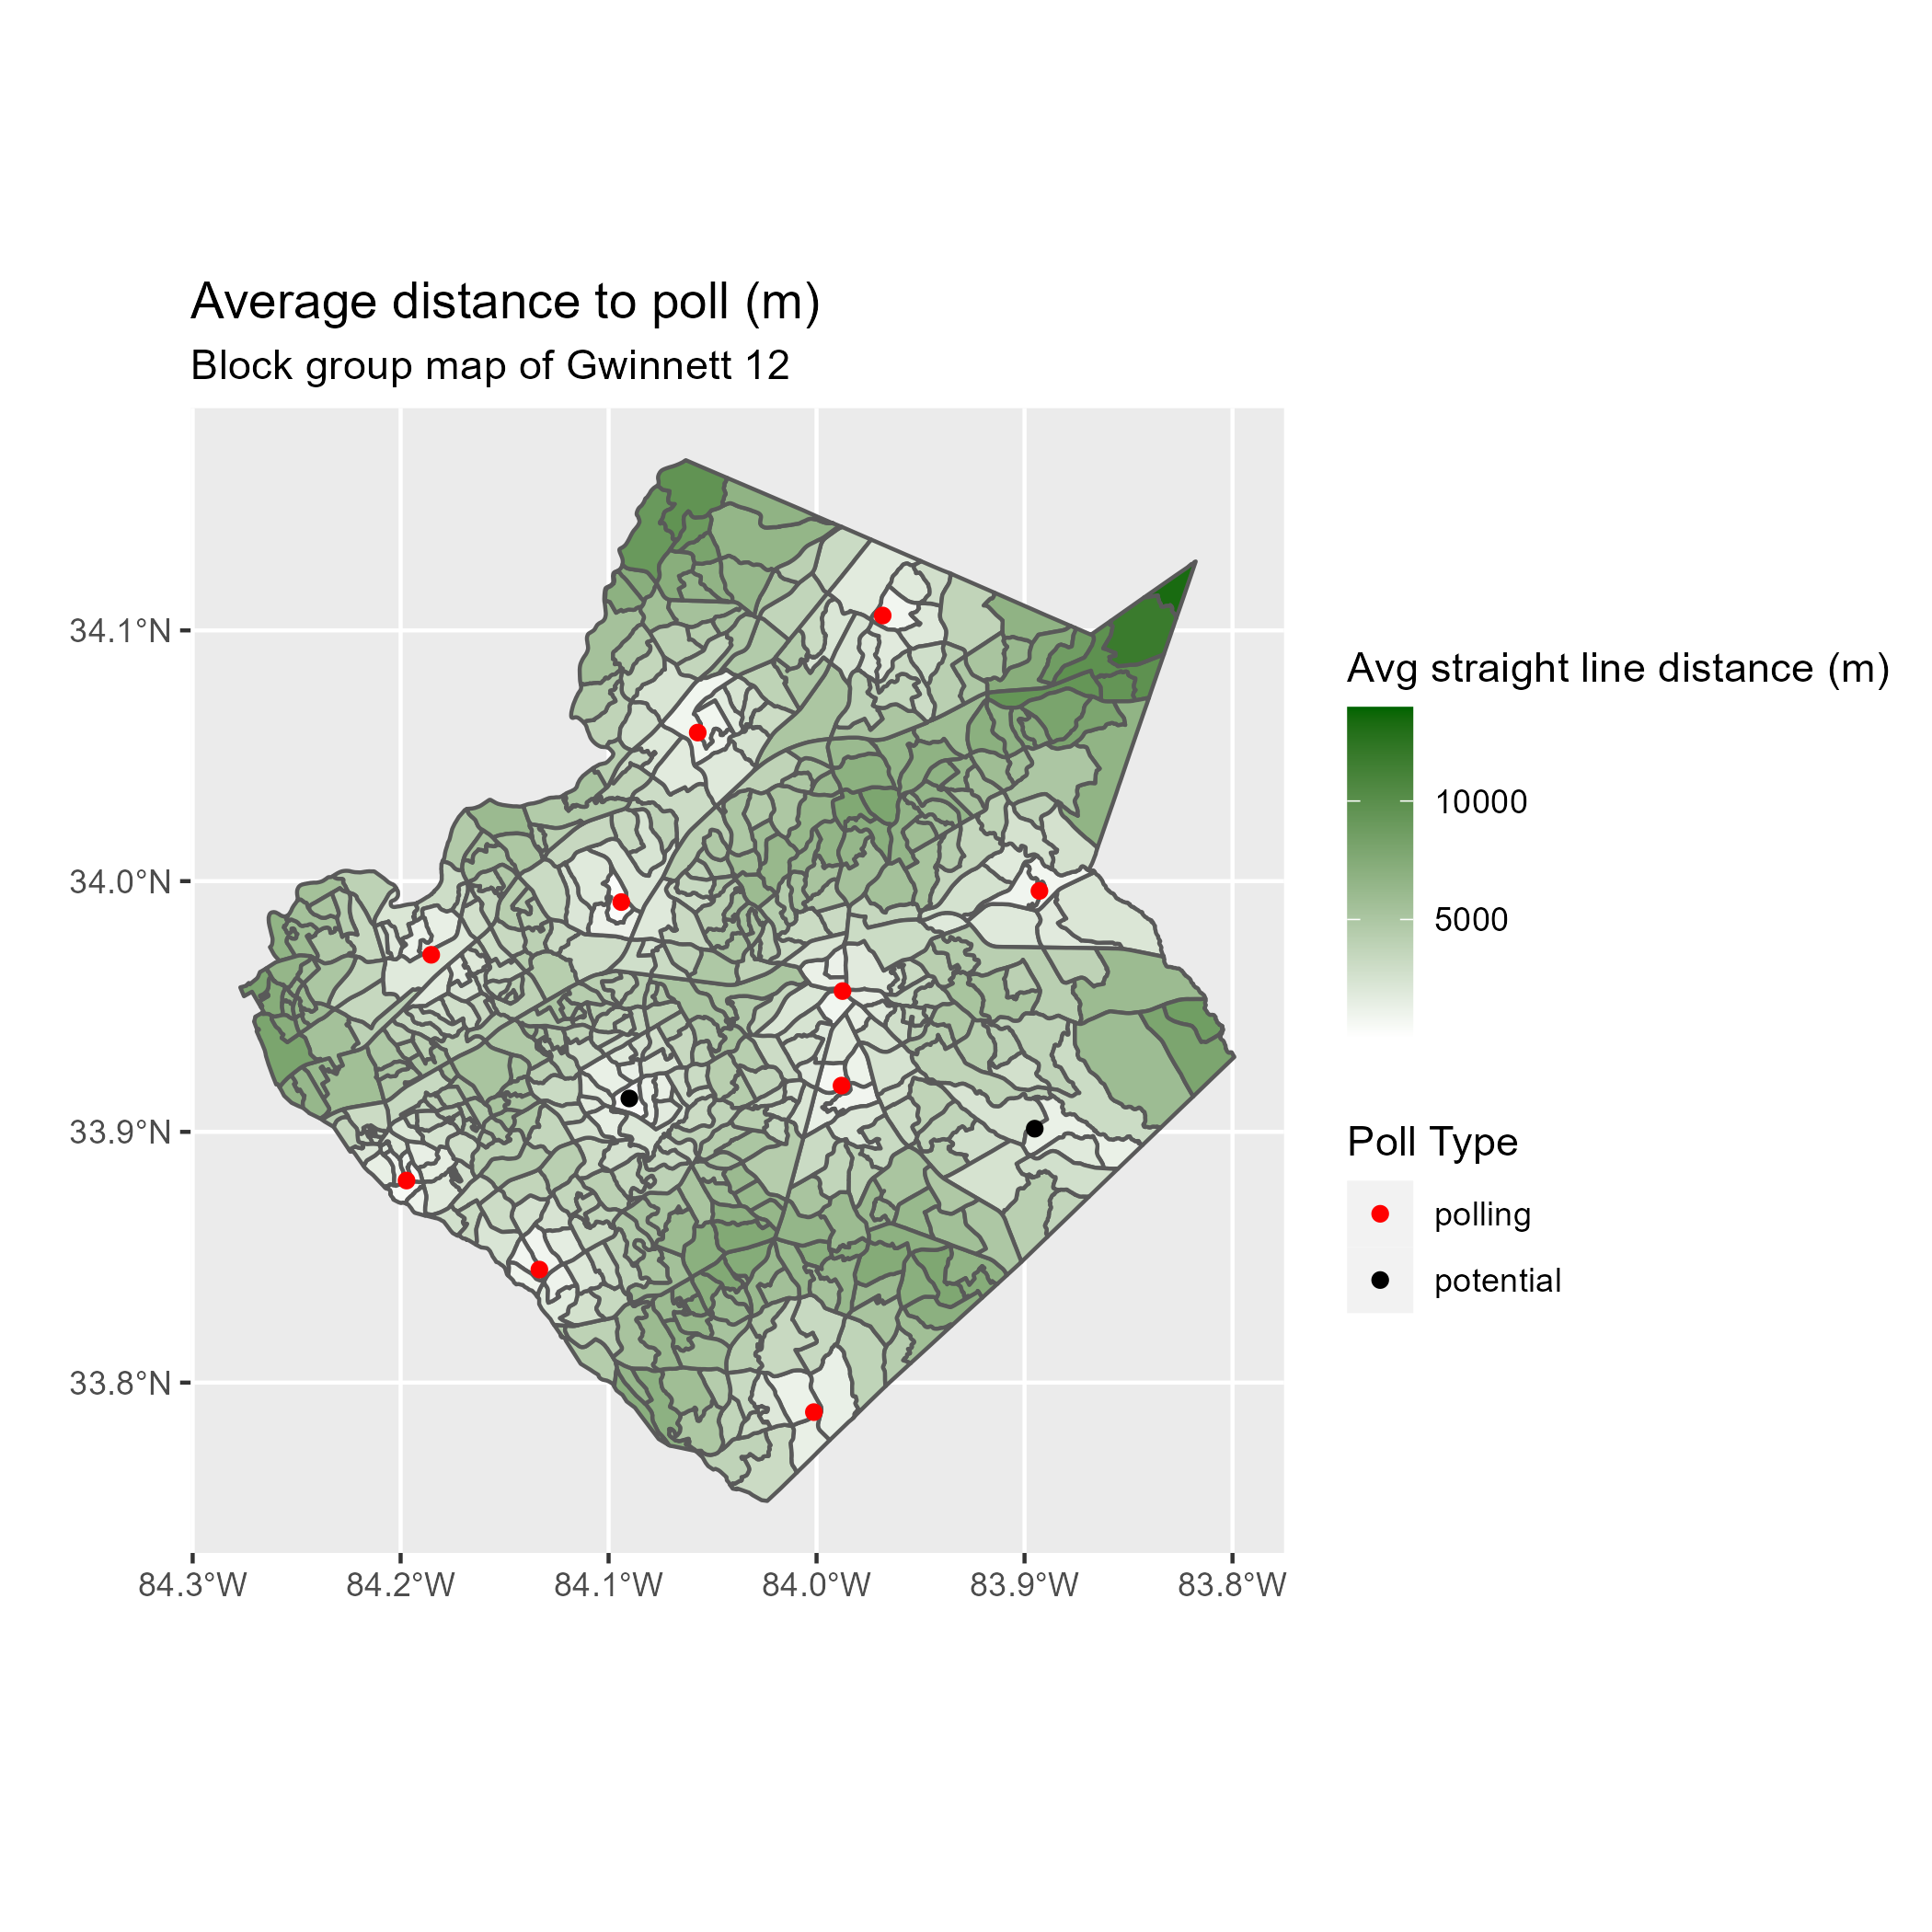 Average distance to poll (m)
Block group map of Gwinnett 12
34.1°N
34.0°N
33.9°N
33.8°N
84.3°W
84.2°W
84.1°W
84.0°W
83.9°W
83.8°W
Avg straight line distance (m)
10000
5000
Poll Type
polling
potential